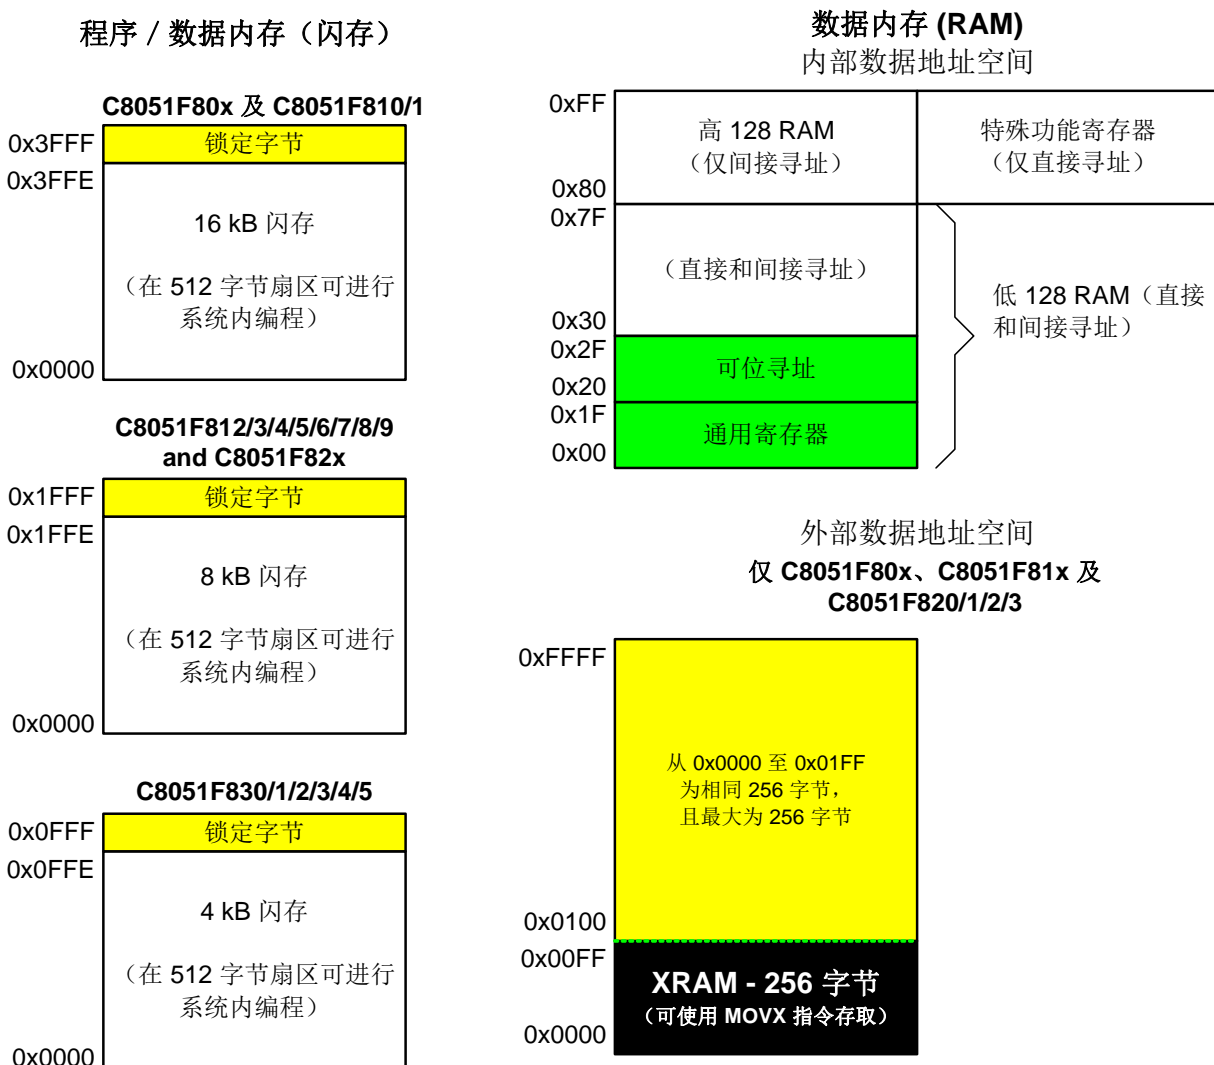 程序 / 数据内存（闪存）
C8051F80x 及 C8051F810/1
0x3FFF
锁定字节
0x3FFE
16 kB 闪存
（在 512 字节扇区可进行
系统内编程）
0x0000
C8051F812/3/4/5/6/7/8/9
and C8051F82x
0x1FFF
锁定字节
0x1FFE
8 kB 闪存
（在 512 字节扇区可进行
系统内编程）
0x0000
C8051F830/1/2/3/4/5
0x0FFF
锁定字节
0x0FFE
4 kB 闪存
（在 512 字节扇区可进行
系统内编程）
0x0000
数据内存 (RAM)
内部数据地址空间
0xFF
高 128 RAM
（仅间接寻址）
特殊功能寄存器
（仅直接寻址）
0x80
0x7F
（直接和间接寻址）
低 128 RAM（直接
和间接寻址）
0x30
0x2F
可位寻址
0x20
0x1F
通用寄存器
0x00
外部数据地址空间
仅 C8051F80x、C8051F81x 及
C8051F820/1/2/3
0xFFFF
从 0x0000 至 0x01FF
为相同 256 字节，
且最大为 256 字节
0x0100
0x00FF
XRAM - 256 字节
（可使用 MOVX 指令存取）
0x0000